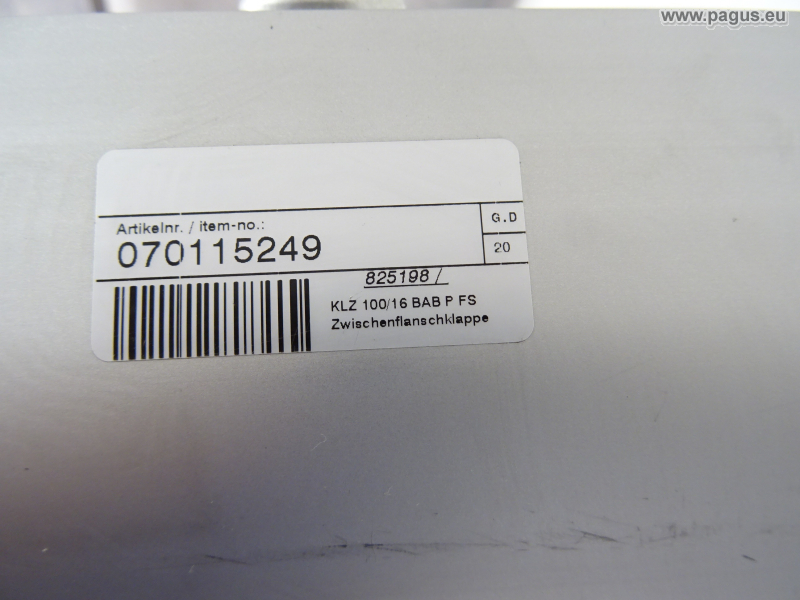 www.pagus.eu
Artikelnr. / item-no.:
070115249
G.D
20
825198 /
KLZ 100/16 BAB P FS
Zwischenflanschklappe